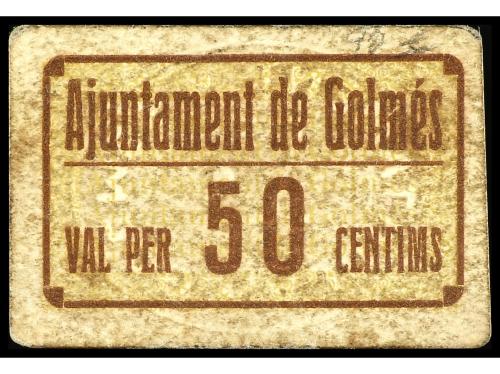 Ajuntament de Golmés
VAL PER 50 CENTIMS